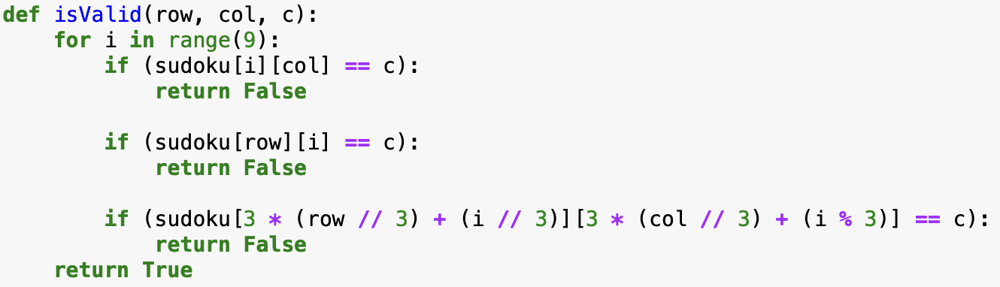 def isValid(row, col, c):
    for i in range(9):
        if (sudoku[i][col] == c):
            return False

        if (sudoku[row][i] == c):
            return False

        if (sudoku[3 * (row // 3) + (i // 3)][3 * (col // 3) + (i % 3)] == c):
            return False
    return True